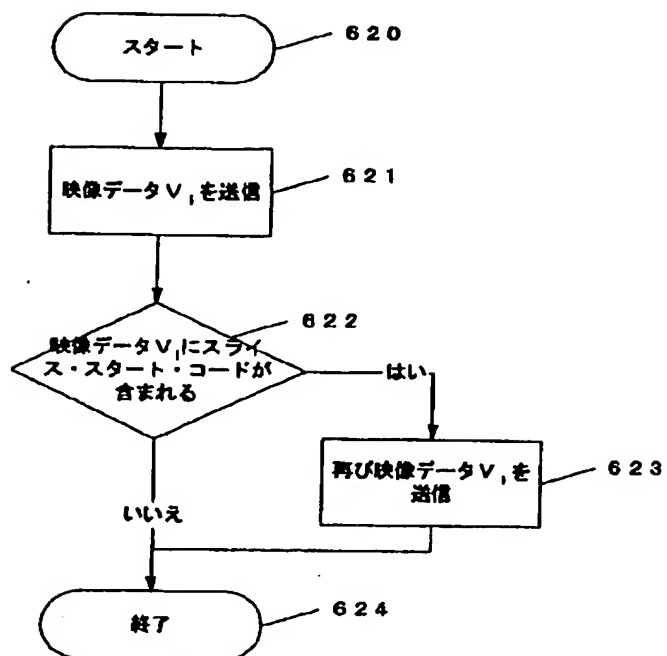 スタート
620
映像データV₁を送信
621
映像データV₁にスライ
ス・スタート・コードが
含まれる
622
はい
再び映像データV₁を
送信
623
いいえ
終了
624